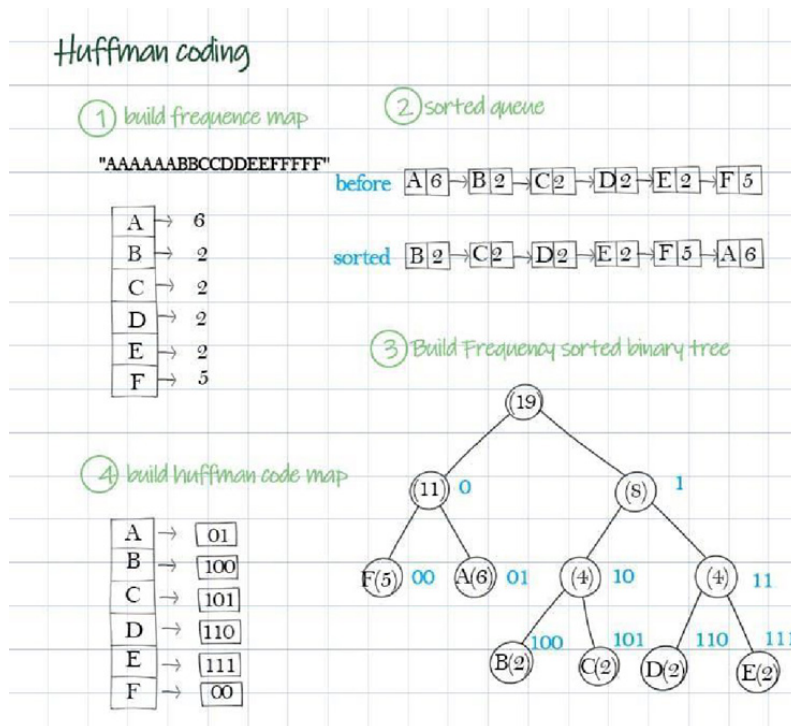 Huffman coding
1 build frequence map
"AAAAAABBCCDDEEFFFFF"
A → 6
B → 2
C → 2
D → 2
E → 2
F → 5
2 sorted queue
before A 6 → B 2 → C 2 → D 2 → E 2 → F 5
sorted B 2 → C 2 → D 2 → E 2 → F 5 → A 6
3 Build Frequency sorted binary tree
(19)
(11) 0 (8) 1
F(5) 00 A(6) 01 (4) 10 (4) 11
B(2) 100 C(2) 101 D(2) 110 E(2) 111
4 build huffman code map
A → 01
B → 100
C → 101
D → 110
E → 111
F → 00